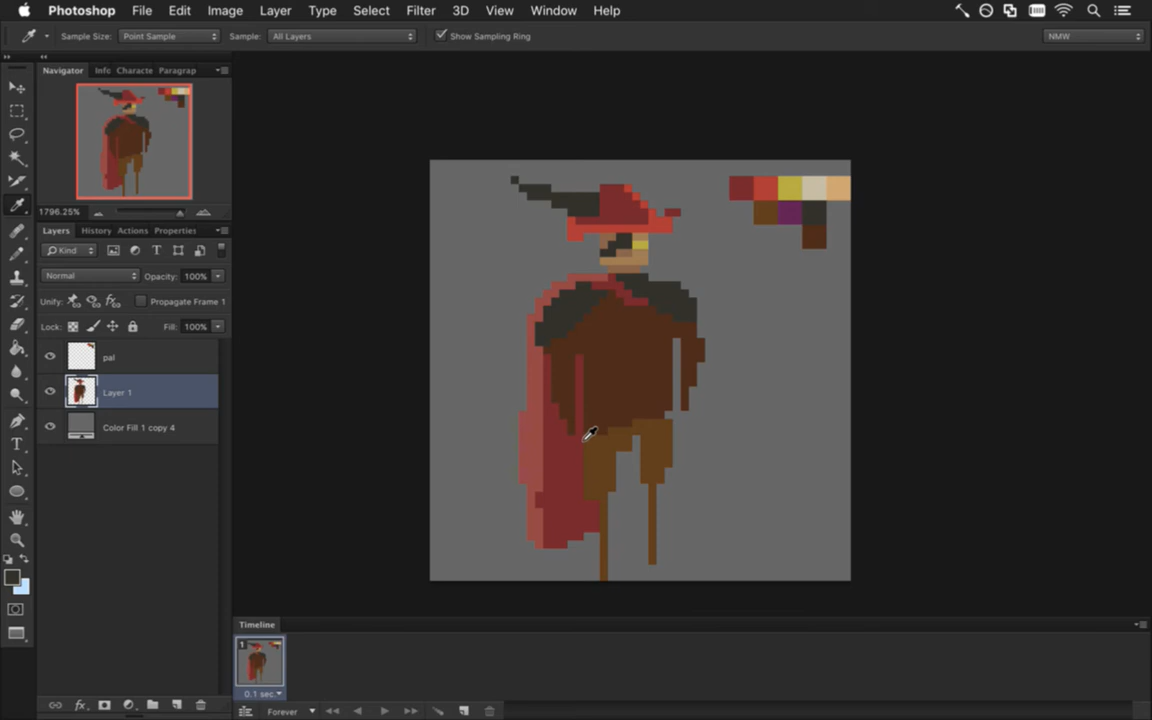 Photoshop File Edit Image Layer Type Select Filter 3D View Window Help
Sample Size: Point Sample Sample: All Layers Show Sampling Ring NMW
Navigator Info Characte Paragrap
1796.25%
Layers History Actions Properties
Kind
Normal Opacity: 100%
Unify: Propagate Frame 1
Lock: Fill: 100%
pal
Layer 1
Color Fill 1 copy 4
Timeline
1
0.1 sec.
Forever